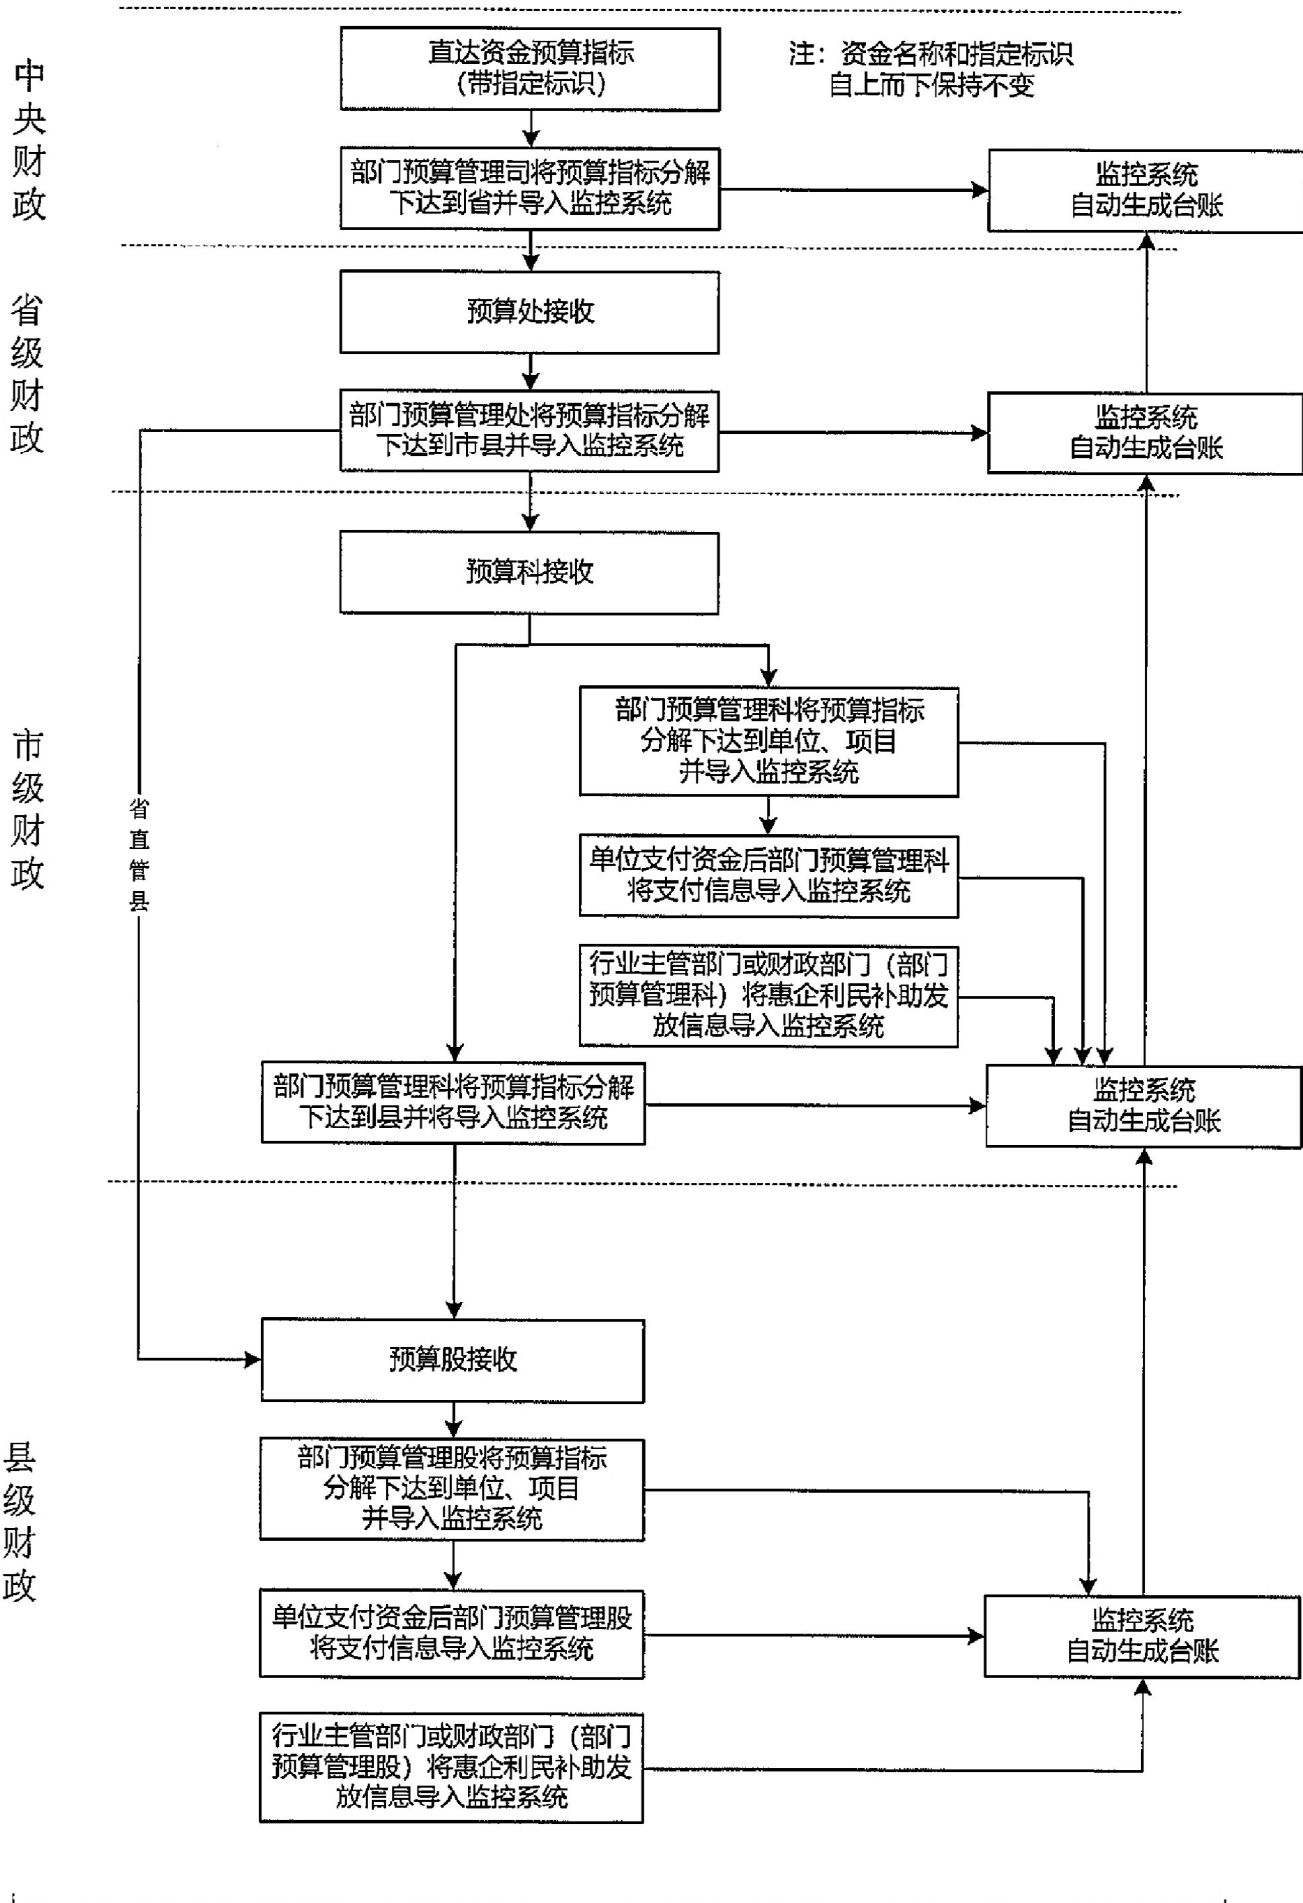 中央财政
直达资金预算指标
（带指定标识）
注：资金名称和指定标识
自上而下保持不变
部门预算管理司将预算指标分解
下达到省并导入监控系统
监控系统
自动生成台账
省级财政
预算处接收
部门预算管理处将预算指标分解
下达到市县并导入监控系统
监控系统
自动生成台账
市级财政
省直管县
预算科接收
部门预算管理科将预算指标
分解下达到单位、项目
并导入监控系统
单位支付资金后部门预算管理科
将支付信息导入监控系统
行业主管部门或财政部门（部门
预算管理科）将惠企利民补助发
放信息导入监控系统
部门预算管理科将预算指标分解
下达到县并将导入监控系统
监控系统
自动生成台账
县级财政
预算股接收
部门预算管理股将预算指标
分解下达到单位、项目
并导入监控系统
单位支付资金后部门预算管理股
将支付信息导入监控系统
监控系统
自动生成台账
行业主管部门或财政部门（部门
预算管理股）将惠企利民补助发
放信息导入监控系统